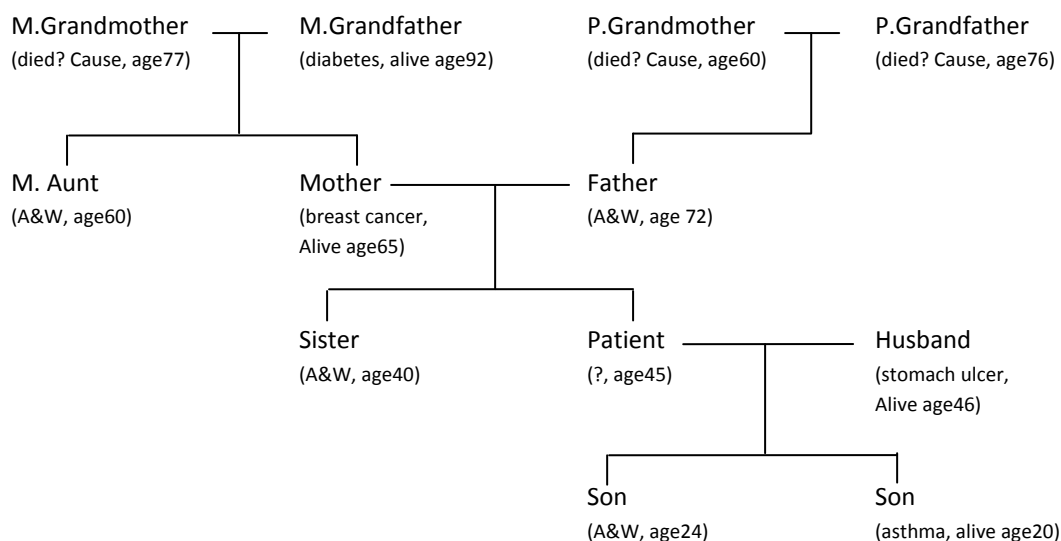 M.Grandmother
(died? Cause, age77)
M.Grandfather
(diabetes, alive age92)
P.Grandmother
(died? Cause, age60)
P.Grandfather
(died? Cause, age76)
M. Aunt
(A&W, age60)
Mother
(breast cancer,
Alive age65)
Father
(A&W, age 72)
Sister
(A&W, age40)
Patient
(?, age45)
Husband
(stomach ulcer,
Alive age46)
Son
(A&W, age24)
Son
(asthma, alive age20)